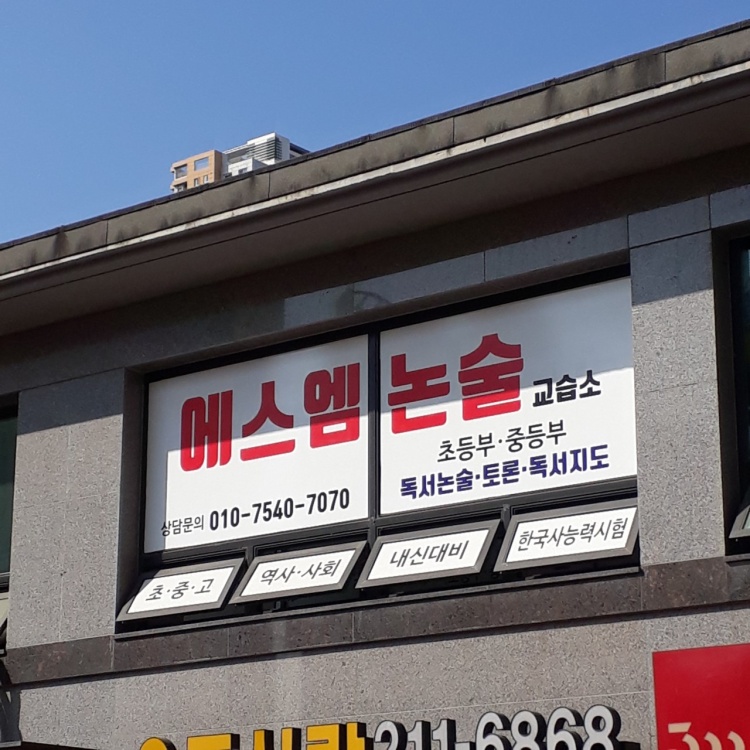 에스엠 논술 교습소
초등부·중등부
독서논술·토론·독서지도
상담문의 010-7540-7070
초·중·고 역사·사회 내신대비 한국사능력시험
211-6868